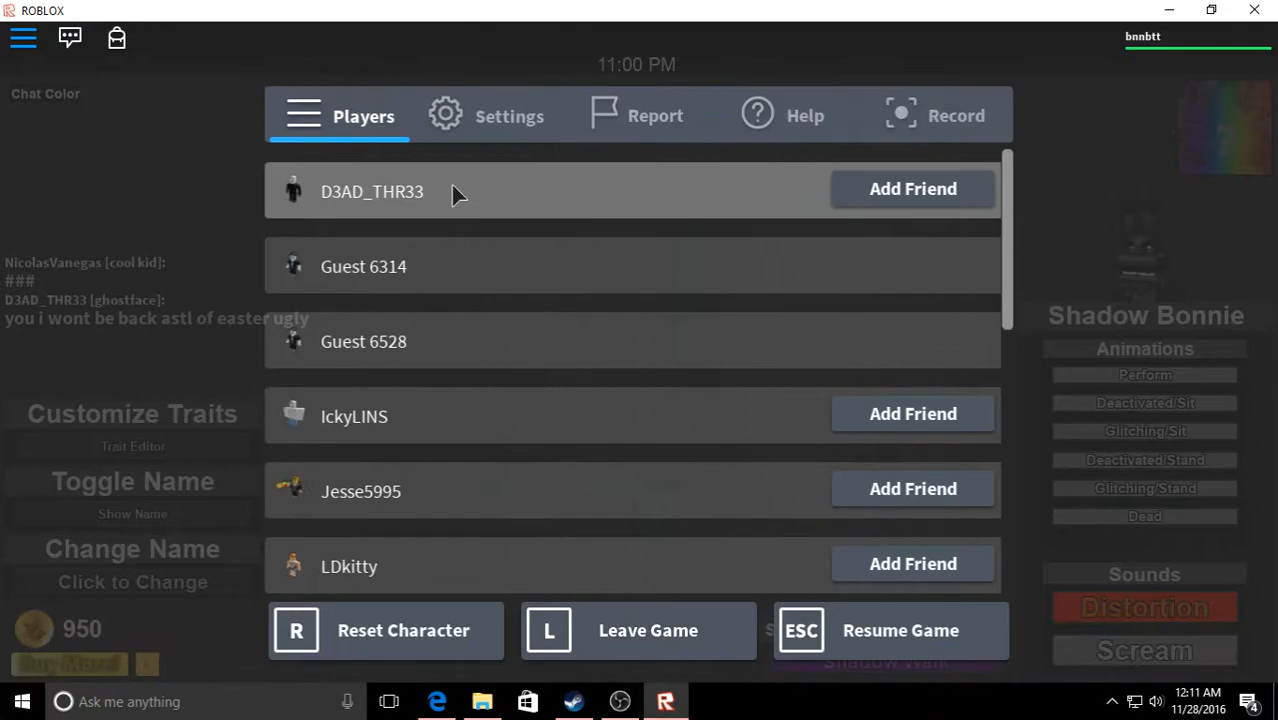 ROBLOX
bnnbtt
11:00 PM
Chat Color
Players
Settings
Report
Help
Record
D3AD_THR33
Add Friend
Guest 6314
NicolasVanegas [cool kid]:
###
D3AD_THR33 [ghostface]:
you i wont be back astl of easter ugly
Guest 6528
IckyLINS
Add Friend
Jesse5995
Add Friend
LDkitty
Add Friend
Customize Traits
Trait Editor
Toggle Name
Show Name
Change Name
Click to Change
950
Buy More!
Shadow Bonnie
Animations
Perform
Deactivated/Sit
Glitching/Sit
Deactivated/Stand
Glitching/Stand
Dead
Sounds
Distortion
Scream
Shadow Walk
R
Reset Character
L
Leave Game
ESC
Resume Game
Ask me anything
12:11 AM
11/28/2016
4